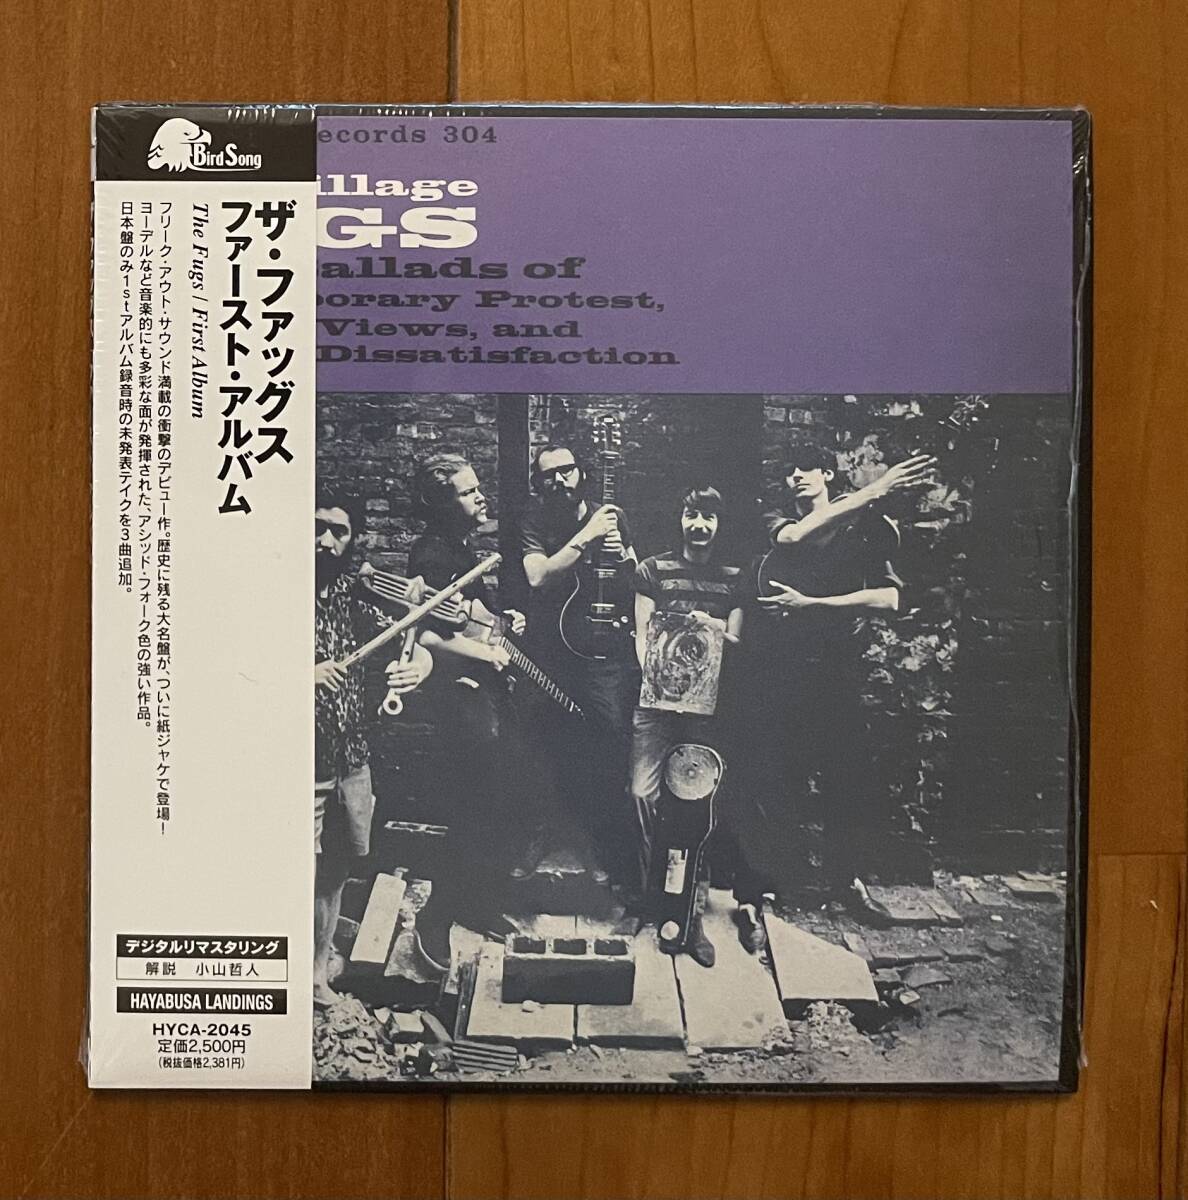 Bird Song
ザ・ファッグス
ファースト・アルバム
The Fugs / First Album
フリーク・アウト・サウンド満載の衝撃のデビュー作。歴史に残る大名盤が、ついに紙ジャケで登場!
ヨーデルなど音楽的にも多彩な面が発揮された、アシッド・フォーク色の強い作品。
日本盤のみ1stアルバム録音時の未発表テイクを3曲追加。
デジタルリマスタリング
解説 小山哲人
HAYABUSA LANDINGS
HYCA-2045
定価2,500円
(税抜価格2,381円)
ecords 304
illage
GS
allads of
porary Protest,
Views, and
Dissatisfaction